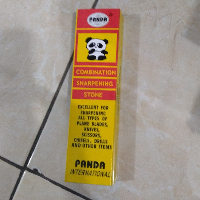 PANDA
COMBINATION
SHARPENING
STONE
EXCELLENT FOR
SHARPENING
ALL TYPES OF
PLANE BLADES,
KNIVES,
SCISSORS,
CHISELS, DRILLS
AND OTHER ITEMS
PANDA
INTERNATIONAL